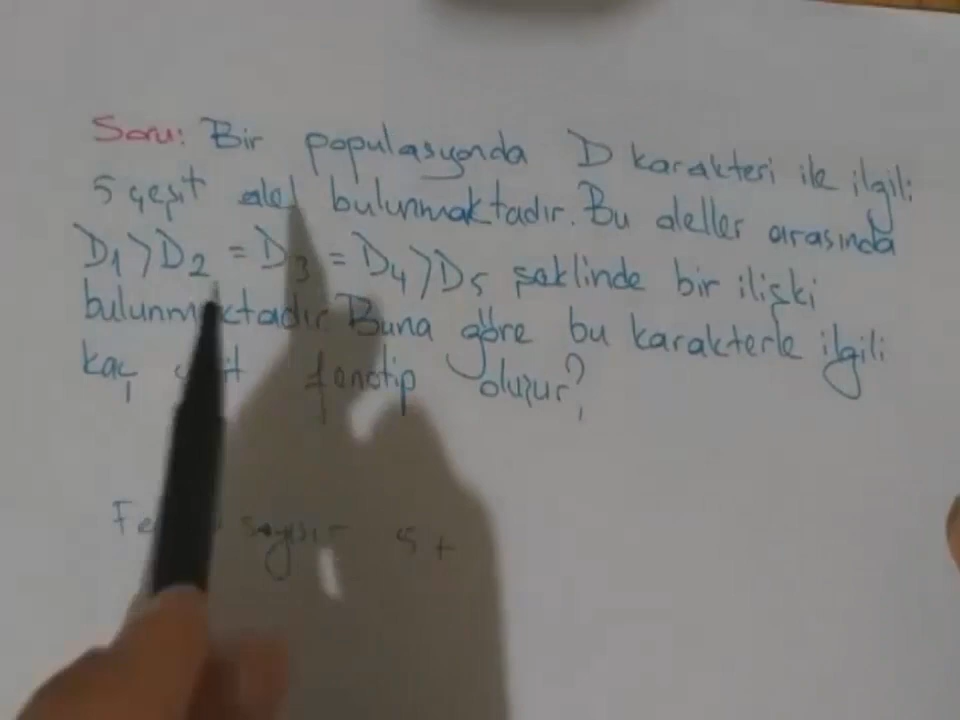 Soru: Bir populasyonda D karakteri ile ilgili
5 çeşit alel bulunmaktadır. Bu aleller arasında
D1 > D2 = D3 = D4 > D5 şeklinde bir ilişki
bulunmaktadır. Buna göre bu karakterle ilgili
kaç fenotip oluşur?
sayısı = 5 +